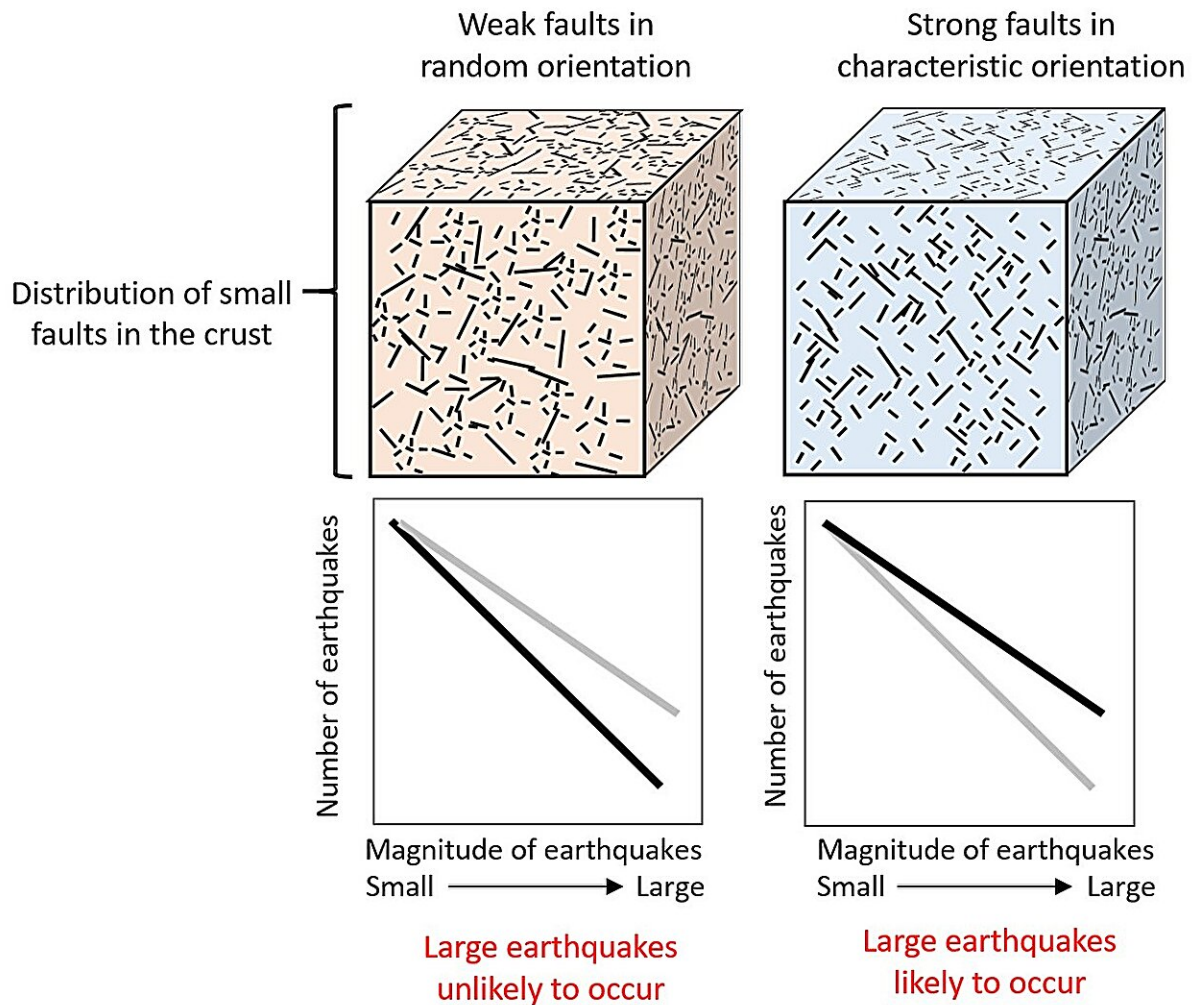 Weak faults in
random orientation
Strong faults in
characteristic orientation
Distribution of small
faults in the crust
Number of earthquakes
Magnitude of earthquakes
Small Large
Large earthquakes
unlikely to occur
Number of earthquakes
Magnitude of earthquakes
Small Large
Large earthquakes
likely to occur